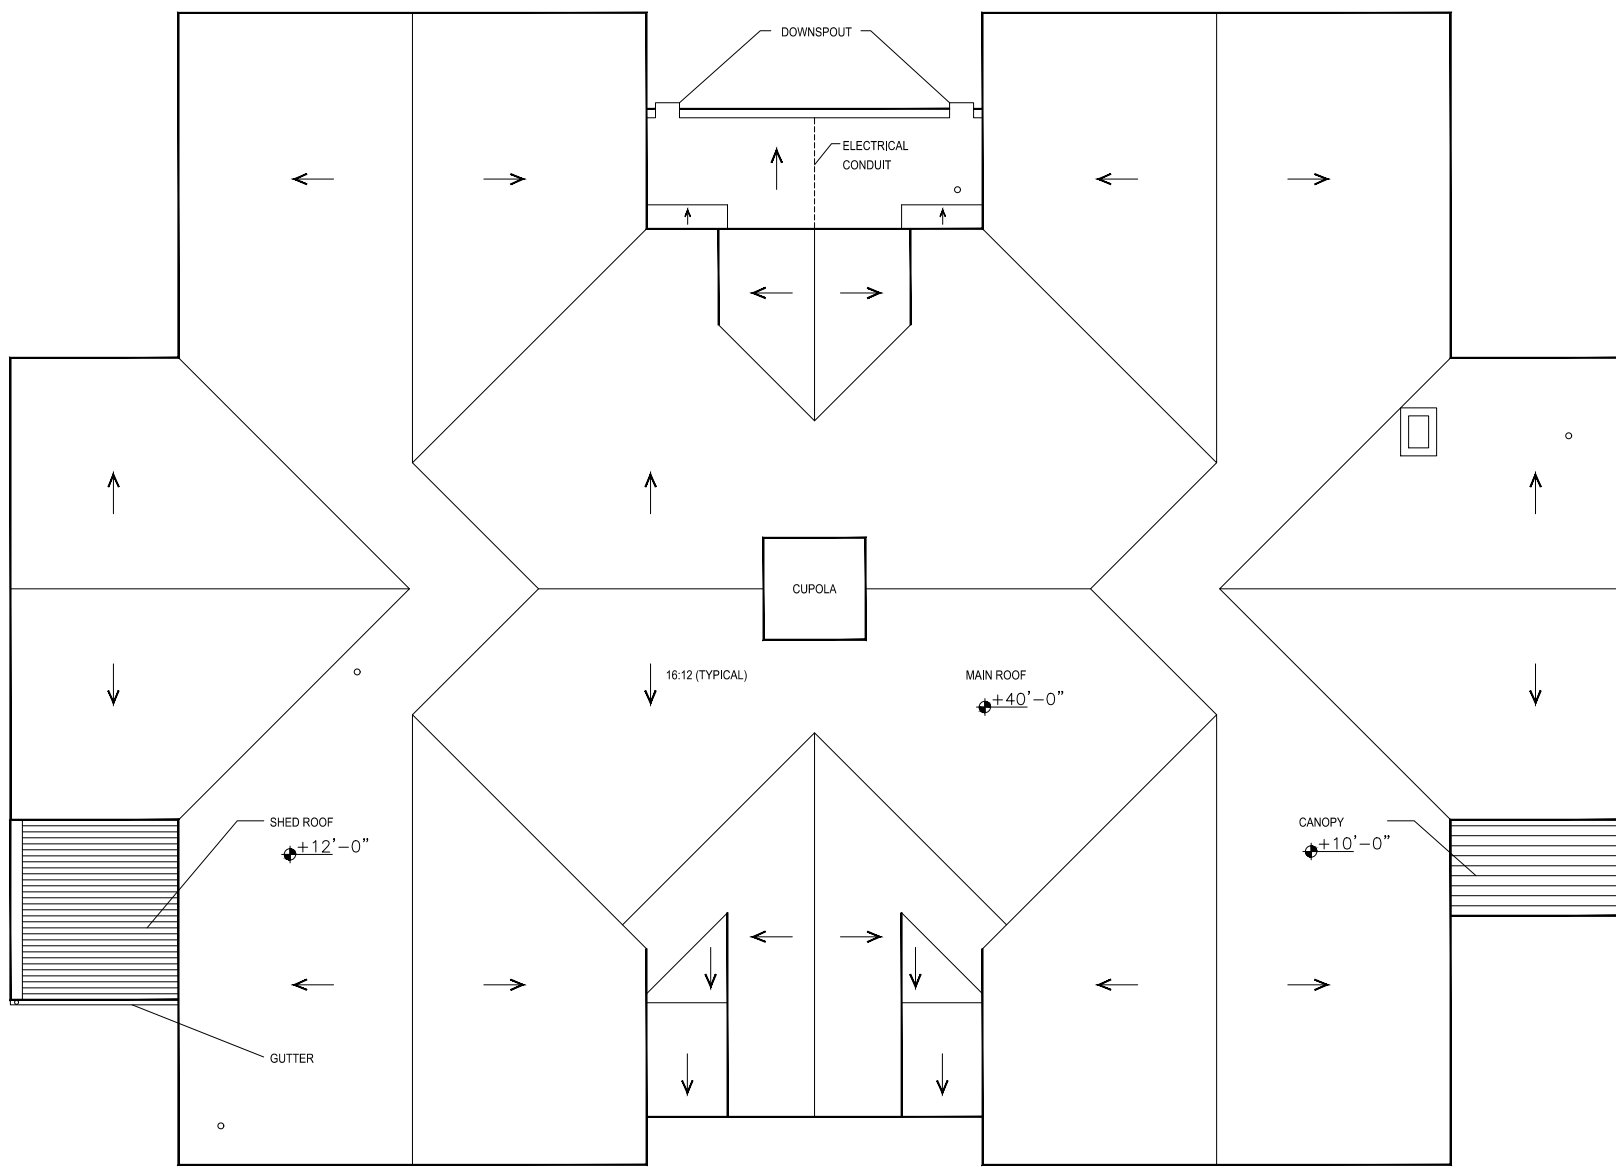 DOWNSPOUT
ELECTRICAL
CONDUIT
CUPOLA
16:12 (TYPICAL)
MAIN ROOF
+40'-0"
SHED ROOF
+12'-0"
CANOPY
+10'-0"
GUTTER